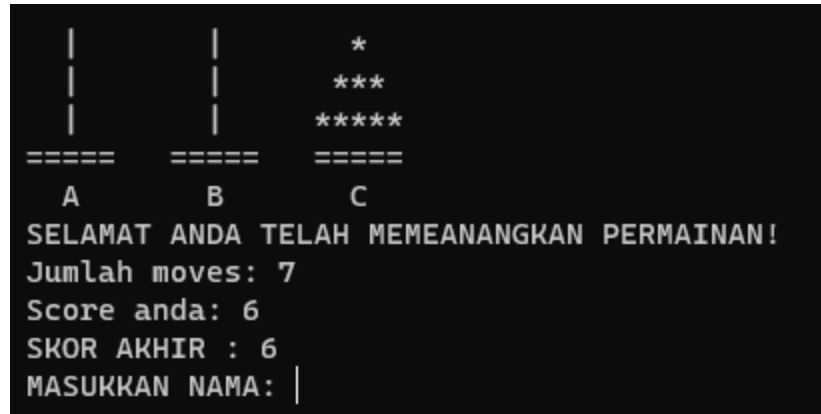 |         |         *
|         |        ***
|         |       *****
=====   =====   =====
A       B       C
SELAMAT ANDA TELAH MEMEANANGKAN PERMAINAN!
Jumlah moves: 7
Score anda: 6
SKOR AKHIR : 6
MASUKKAN NAMA: